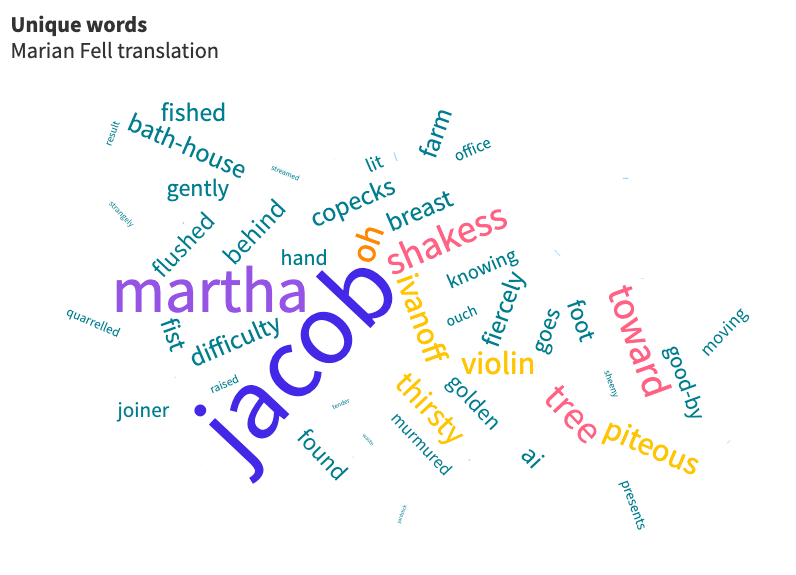 Unique words
Marian Fell translation
fished
farm
result
bath-house
office
lit
streamed
gently
copecks
breast
strangely
behind
flushed
oh
shakess
hand
knowing
martha
jacob
ivanoff
fiercely
toward
ouch
goes
foot
moving
quarrelled
fist
difficulty
violin
good-by
raised
golden
sheeny
thirsty
joiner
tender
tree
murmured
piteous
found
ai
presents